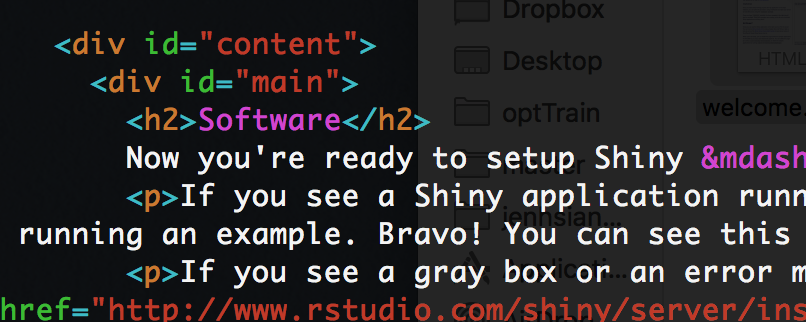 Dropbox
<div id="content">
Desktop
HTML
<div id="main">
optTrain
welcome.
<h2>Software</h2>
Now you're ready to setup Shiny &mdash
master
<p>If you see a Shiny application runn
running an example. Bravo! You can see this
<p>If you see a gray box or an error m
href="http://www.rstudio.com/shiny/server/ins